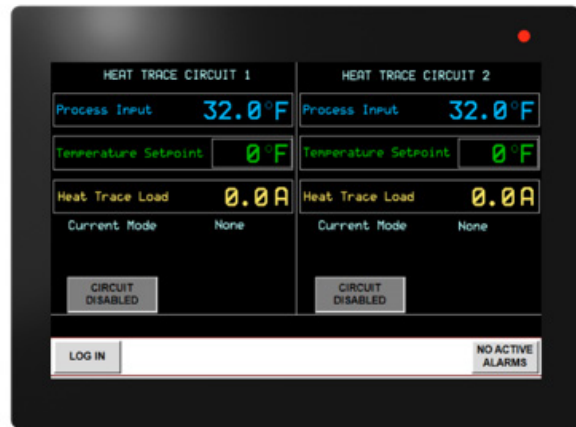 HEAT TRACE CIRCUIT 1
Process Input 32.0°F
Temperature Setpoint 0°F
Heat Trace Load 0.0A
Current Mode None
CIRCUIT
DISABLED
HEAT TRACE CIRCUIT 2
Process Input 32.0°F
Temperature Setpoint 0°F
Heat Trace Load 0.0A
Current Mode None
CIRCUIT
DISABLED
LOG IN
NO ACTIVE
ALARMS